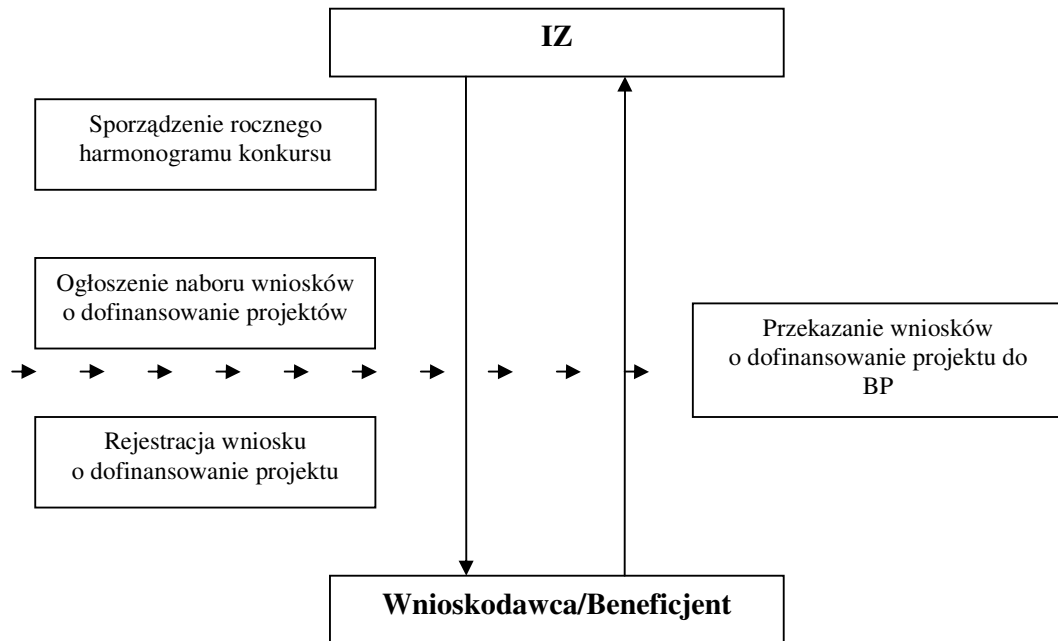 IZ
Sporządzenie rocznego
harmonogramu konkursu
Ogłoszenie naboru wniosków
o dofinansowanie projektów
Przekazanie wniosków
o dofinansowanie projektu do
BP
Rejestracja wniosku
o dofinansowanie projektu
Wnioskodawca/Beneficjent